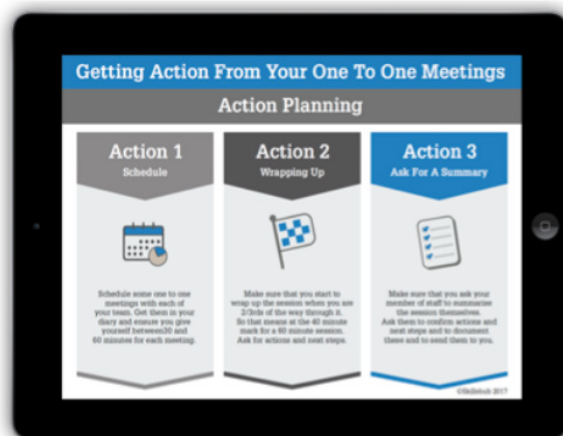 Getting Action From Your One To One Meetings
Action Planning
Action 1
Schedule
Schedule some one to one
meetings with each of
your team. Get them in your
diary and ensure you give
yourself between30 and
60 minutes for each meeting.
Action 2
Wrapping Up
Make sure that you start to
wrap up the session when you are
2/3rds of the way through it.
So that means at the 40 minute
mark for a 60 minute session.
Ask for actions and next steps.
Action 3
Ask For A Summary
Make sure that you ask your
member of staff to summarise
the session themselves.
Ask them to confirm actions and
next steps and to document
these and to send them to you.
©Skillshub 2017